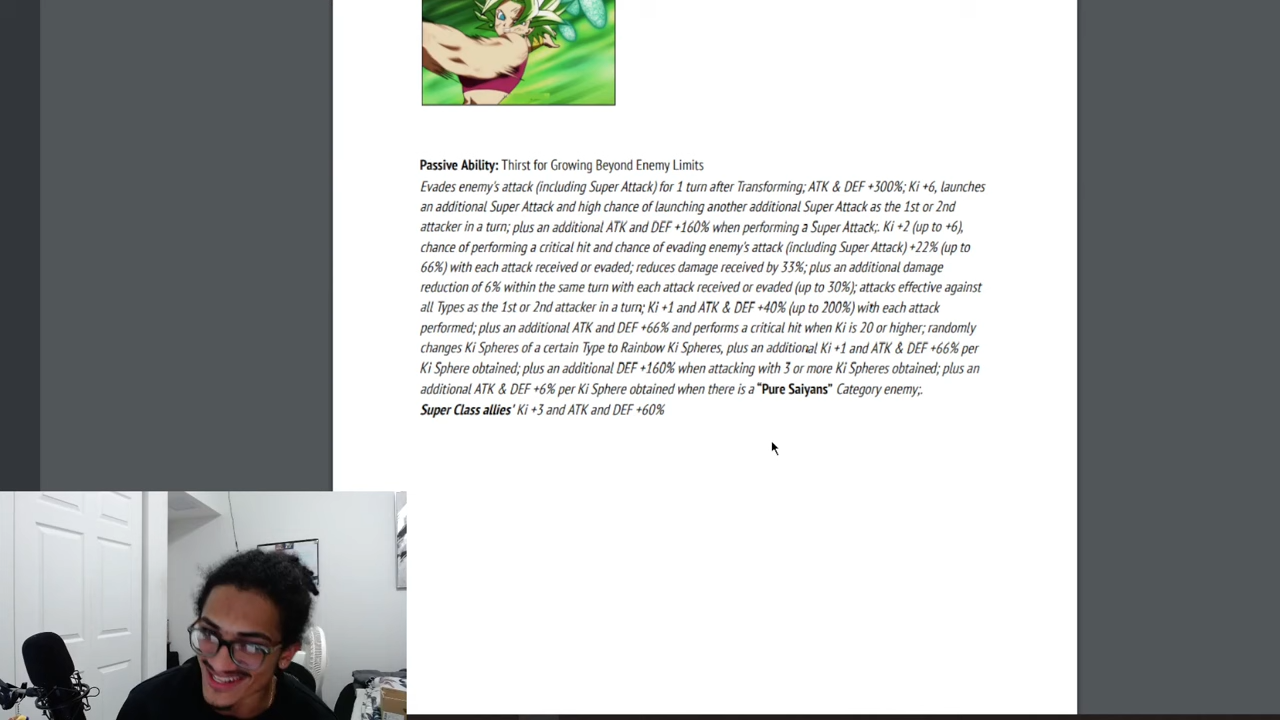 Passive Ability: Thirst for Growing Beyond Enemy Limits
Evades enemy's attack (including Super Attack) for 1 turn after Transforming; ATK & DEF +300%; Ki +6, launches
an additional Super Attack and high chance of launching another additional Super Attack as the 1st or 2nd
attacker in a turn; plus an additional ATK and DEF +160% when performing a Super Attack;. Ki +2 (up to +6),
chance of performing a critical hit and chance of evading enemy's attack (including Super Attack) +22% (up to
66%) with each attack received or evaded; reduces damage received by 33%; plus an additional damage
reduction of 6% within the same turn with each attack received or evaded (up to 30%); attacks effective against
all Types as the 1st or 2nd attacker in a turn; Ki +1 and ATK & DEF +40% (up to 200%) with each attack
performed; plus an additional ATK and DEF +66% and performs a critical hit when Ki is 20 or higher; randomly
changes Ki Spheres of a certain Type to Rainbow Ki Spheres, plus an additional Ki +1 and ATK & DEF +66% per
Ki Sphere obtained; plus an additional DEF +160% when attacking with 3 or more Ki Spheres obtained; plus an
additional ATK & DEF +6% per Ki Sphere obtained when there is a "Pure Saiyans" Category enemy;.
Super Class allies' Ki +3 and ATK and DEF +60%